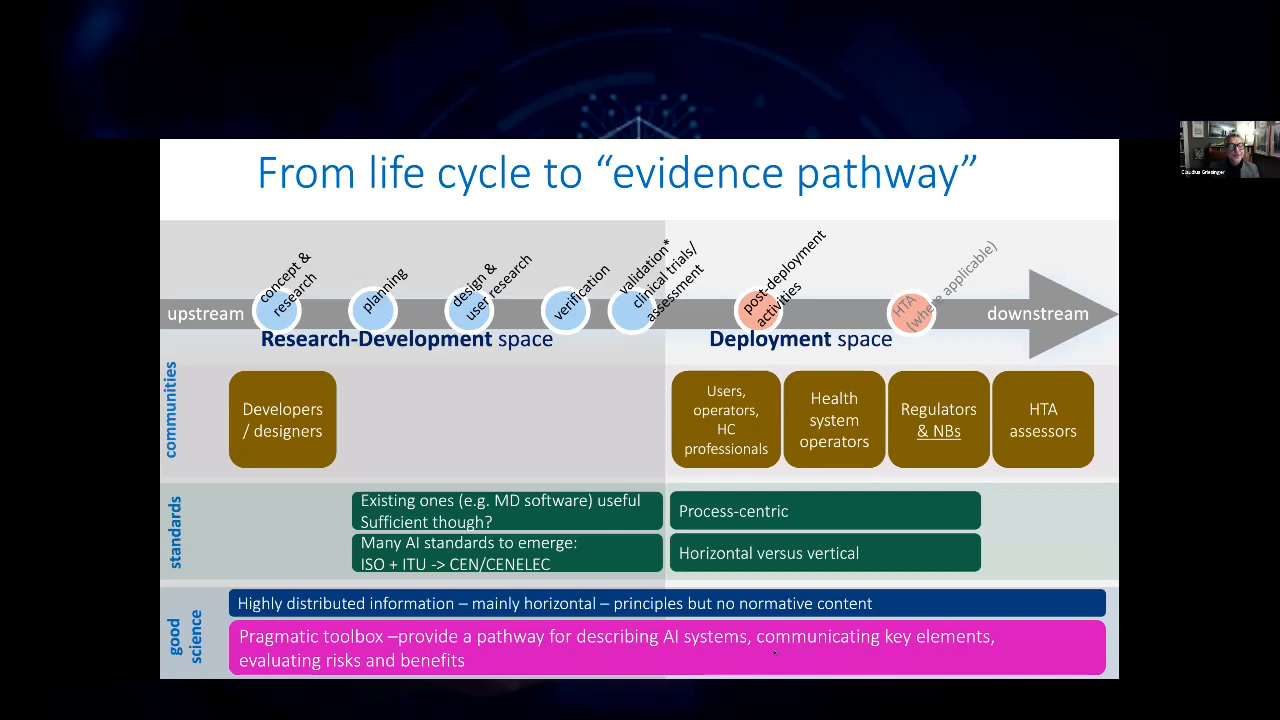 From life cycle to “evidence pathway”
Claudius Griesinger
concept &
research
planning
design &
user research
verification
validation*
clinical trials/
assessment
post-deployment
activities
HTA
(where applicable)
upstream
downstream
Research-Development space
Deployment space
communities
Developers
/ designers
Users,
operators,
HC
professionals
Health
system
operators
Regulators
& NBs
HTA
assessors
standards
Existing ones (e.g. MD software) useful
Sufficient though?
Many AI standards to emerge:
ISO + ITU -> CEN/CENELEC
Process-centric
Horizontal versus vertical
good
science
Highly distributed information – mainly horizontal – principles but no normative content
Pragmatic toolbox –provide a pathway for describing AI systems, communicating key elements,
evaluating risks and benefits